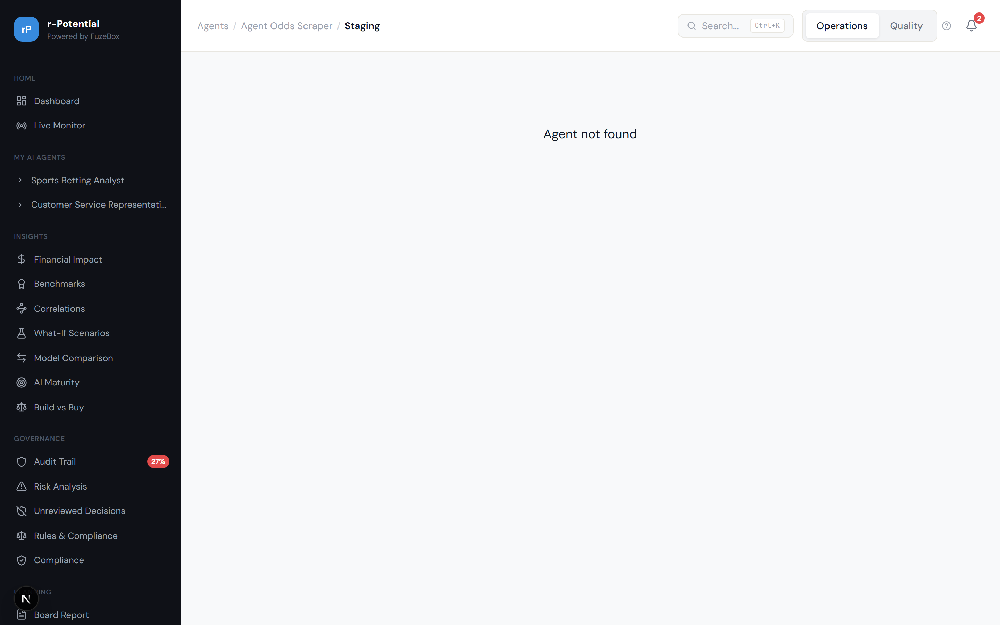 rP
r-Potential
Powered by FuzeBox
Agents / Agent Odds Scraper / Staging
Search... Ctrl+K
Operations
Quality
2
HOME
Dashboard
Live Monitor
MY AI AGENTS
Sports Betting Analyst
Customer Service Representati...
INSIGHTS
Financial Impact
Benchmarks
Correlations
What-If Scenarios
Model Comparison
AI Maturity
Build vs Buy
GOVERNANCE
Audit Trail 27%
Risk Analysis
Unreviewed Decisions
Rules & Compliance
Compliance
N
Board Report
Agent not found